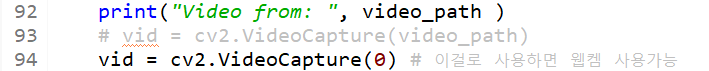 92 print("Video from: ", video_path )
93 # vid = cv2.VideoCapture(video_path)
94 vid = cv2.VideoCapture(0) # 이걸로 사용하면 웹켐 사용가능